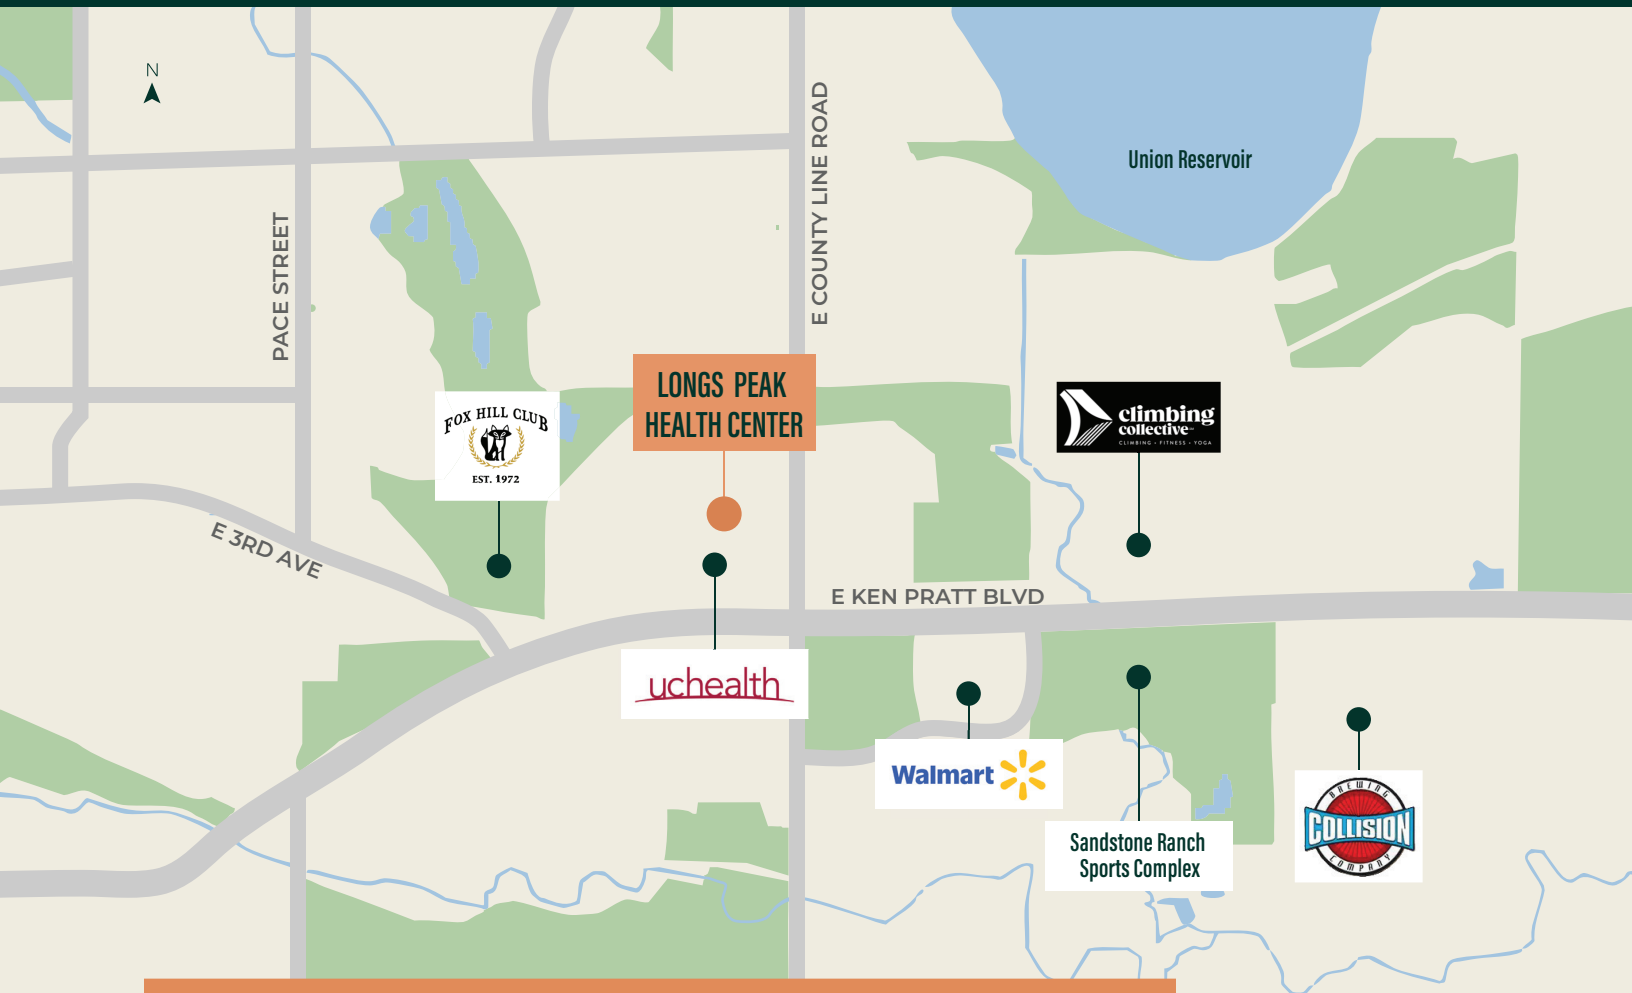 N
Union Reservoir
E COUNTY LINE ROAD
PACE STREET
LONGS PEAK
HEALTH CENTER
FOX HILL CLUB
EST. 1972
climbing
collective
CLIMBING • FITNESS • YOGA
E 3RD AVE
E KEN PRATT BLVD
uchealth
Walmart
Sandstone Ranch
Sports Complex
BREWING
COLLISION
COMPANY